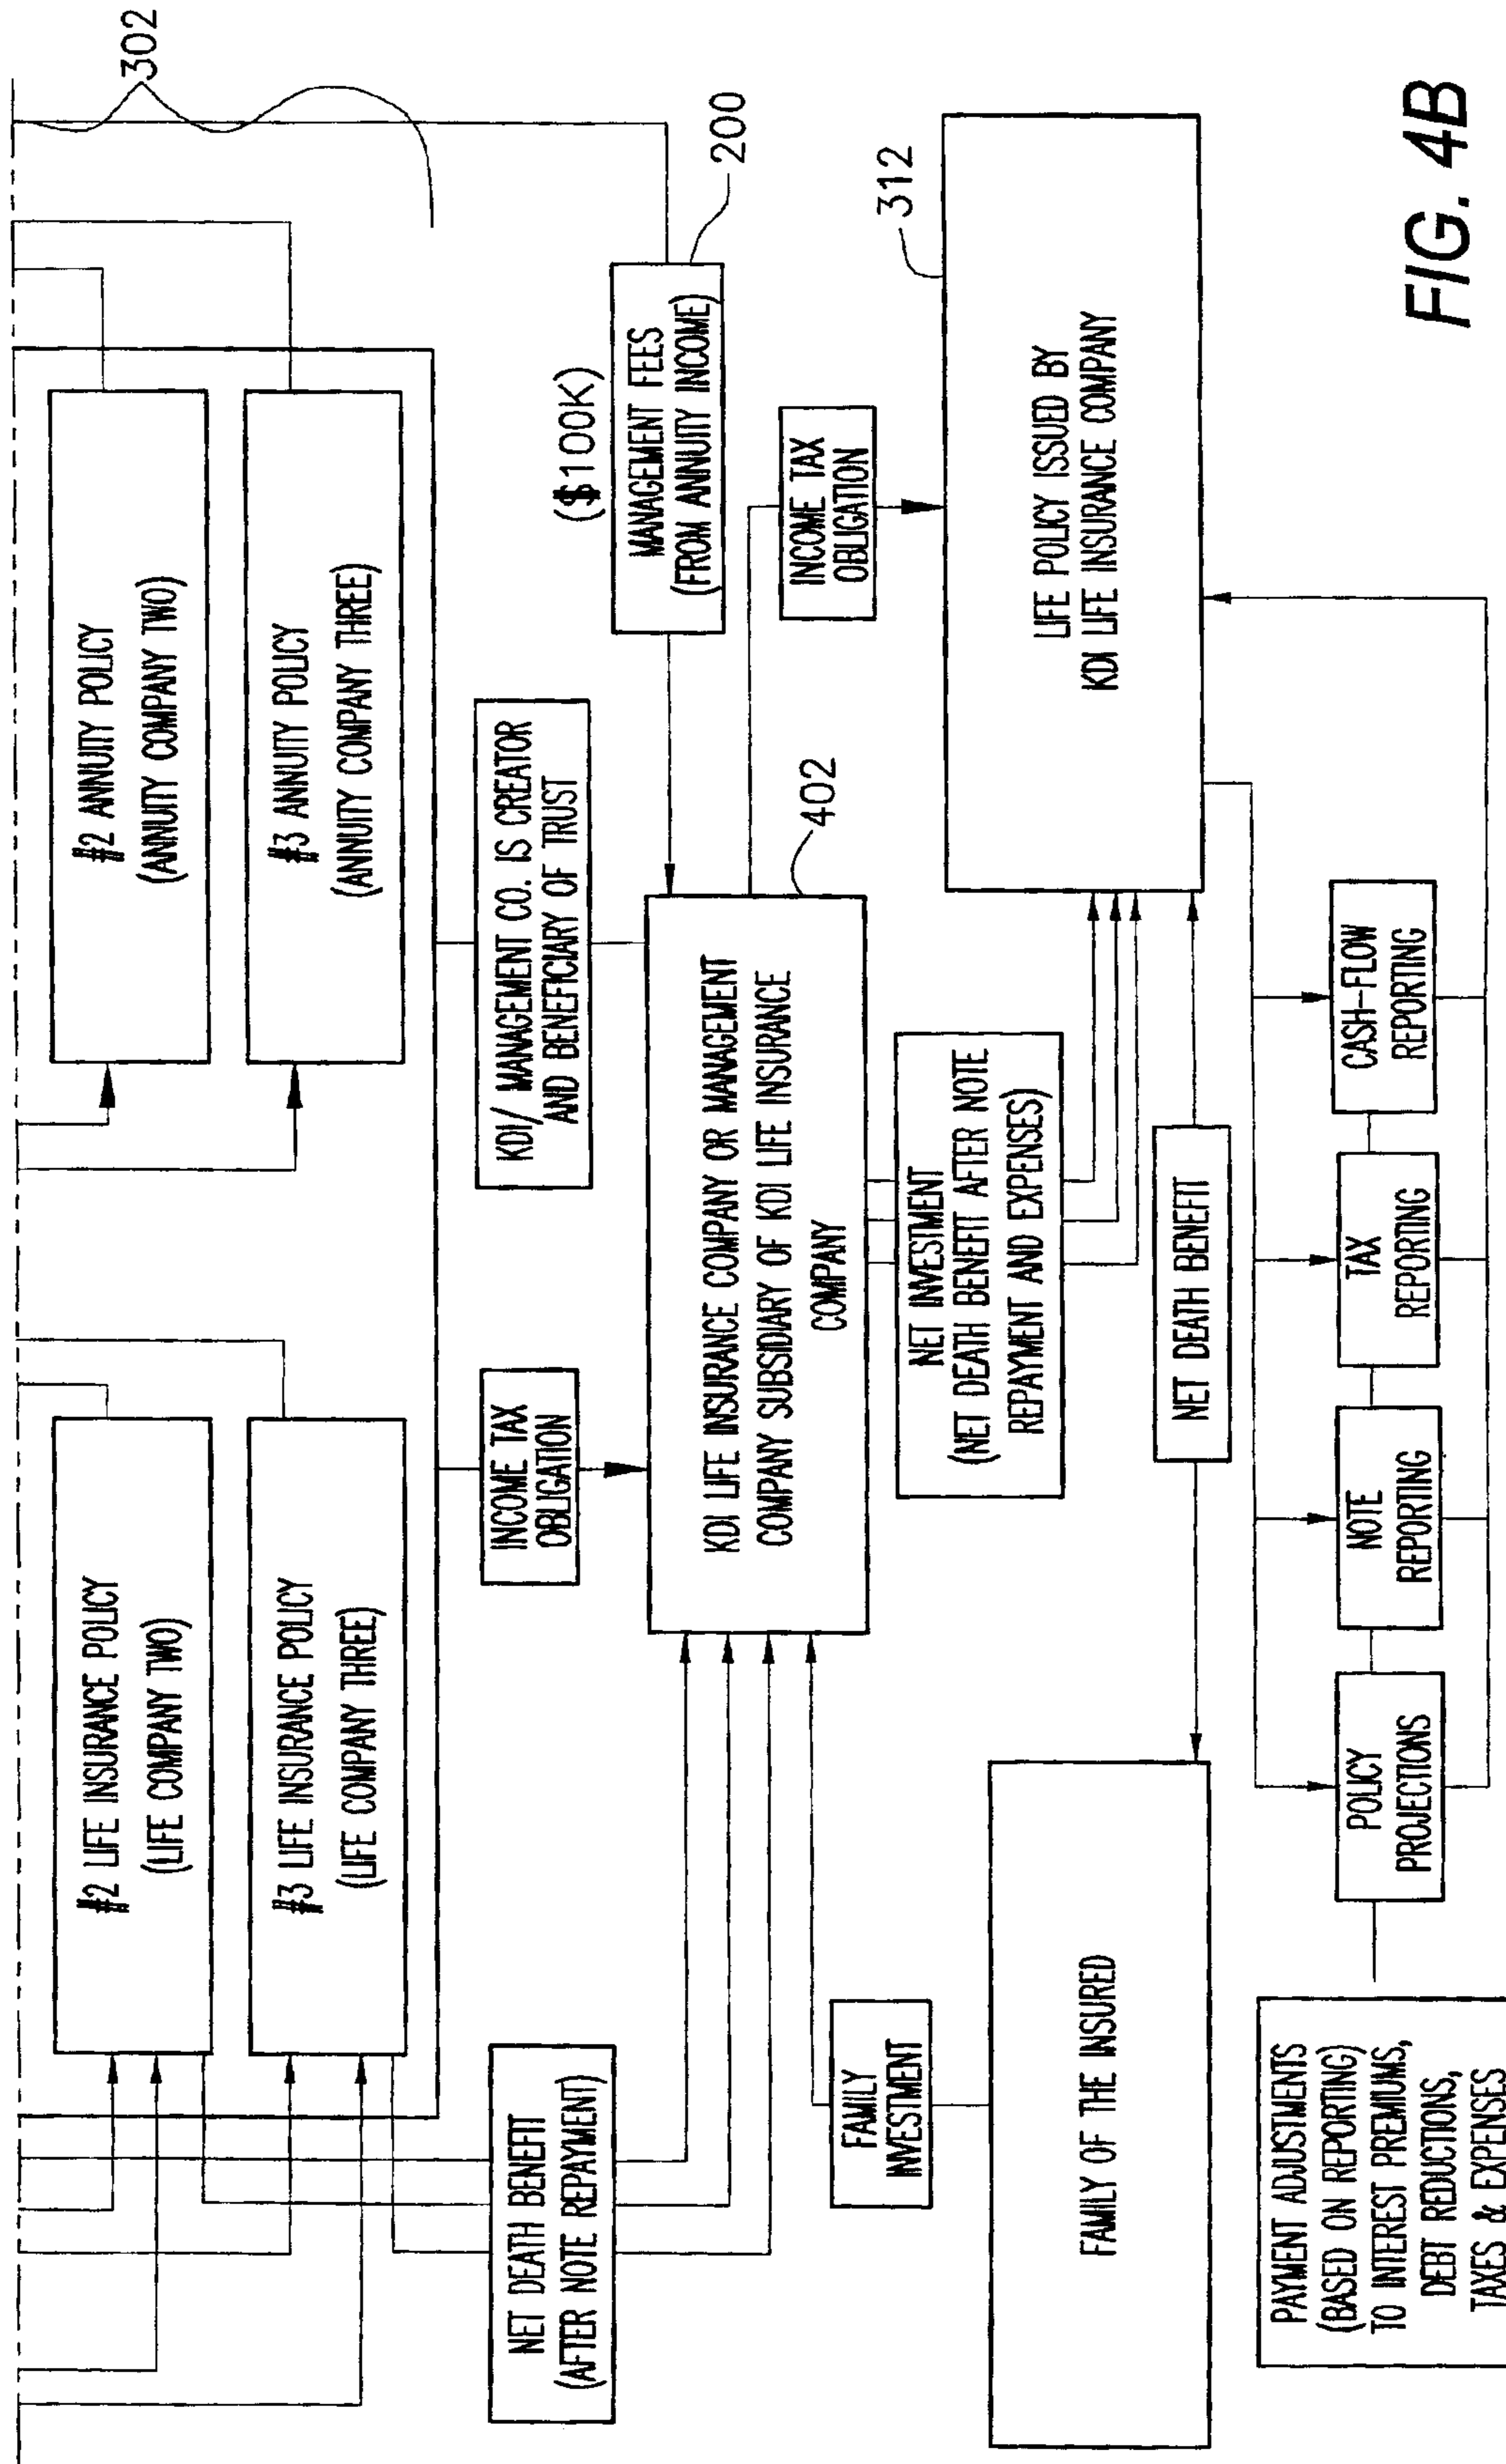 302
#2 LIFE INSURANCE POLICY
(LIFE COMPANY TWO)
#2 ANNUITY POLICY
(ANNUITY COMPANY TWO)
#3 LIFE INSURANCE POLICY
(LIFE COMPANY THREE)
#3 ANNUITY POLICY
(ANNUITY COMPANY THREE)
NET DEATH BENEFIT
(AFTER NOTE REPAYMENT)
INCOME TAX
OBLIGATION
KDI/ MANAGEMENT CO. IS CREATOR
AND BENEFICIARY OF TRUST
($100K)
MANAGEMENT FEES
(FROM ANNUITY INCOME)
200
KDI LIFE INSURANCE COMPANY OR MANAGEMENT
COMPANY SUBSIDIARY OF KDI LIFE INSURANCE
COMPANY
402
INCOME TAX
OBLIGATION
FAMILY
INVESTMENT
NET INVESTMENT
(NET DEATH BENEFIT AFTER NOTE
REPAYMENT AND EXPENSES)
312
LIFE POLICY ISSUED BY
KDI LIFE INSURANCE COMPANY
FAMILY OF THE INSURED
NET DEATH BENEFIT
PAYMENT ADJUSTMENTS
(BASED ON REPORTING)
TO INTEREST PREMIUMS,
DEBT REDUCTIONS,
TAXES & EXPENSES
POLICY
PROJECTIONS
NOTE
REPORTING
TAX
REPORTING
CASH-FLOW
REPORTING
FIG. 4B